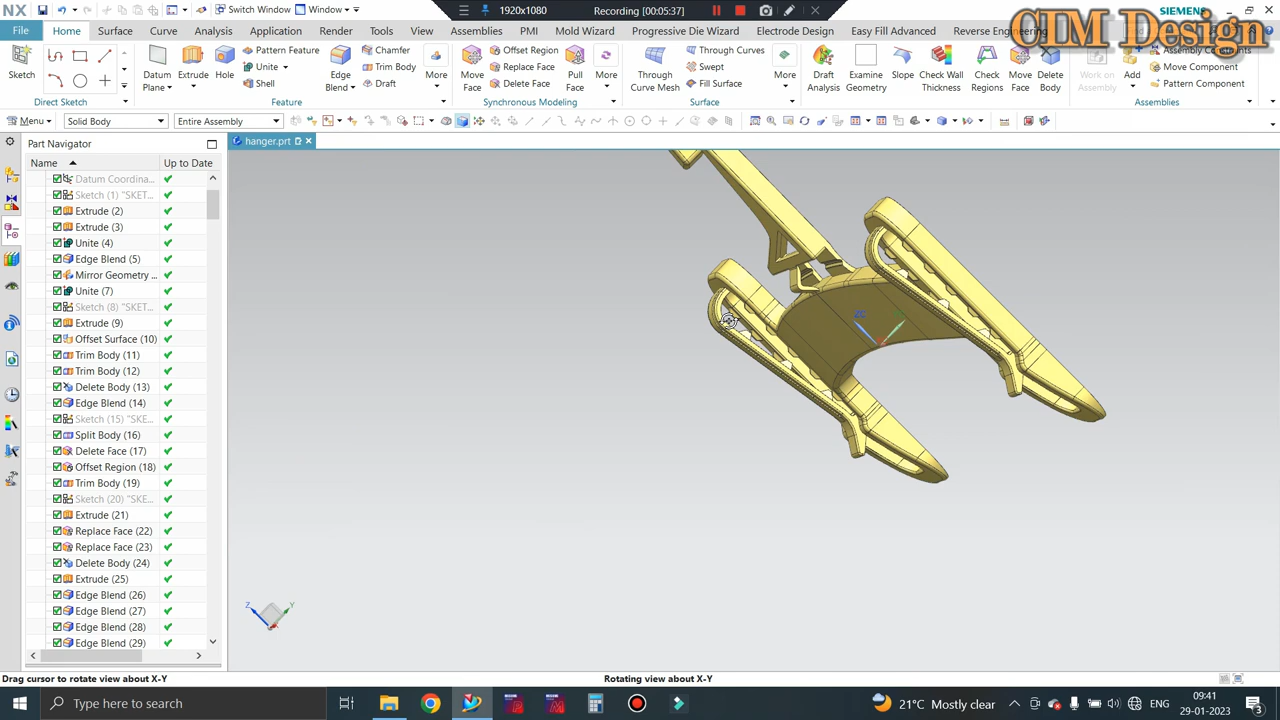 NX
Switch Window
Window
1920x1080
Recording [00:05:37]
SIEMENS
CIM Design
File
Home
Surface
Curve
Analysis
Application
Render
View
Tools
Assemblies
PMI
Mold Wizard
Progressive Die Wizard
Electrode Design
Easy Fill Advanced
Reverse Engineering
Sketch
Direct Sketch
Datum Plane
Extrude
Hole
Pattern Feature
Unite
Shell
Edge Blend
Chamfer
Trim Body
Draft
More
Feature
Move Face
Offset Region
Replace Face
Delete Face
Pull Face
More
Synchronous Modeling
Through Curve Mesh
Through Curves
Swept
Fill Surface
More
Surface
Draft Analysis
Examine Geometry
Slope
Check Wall Thickness
Check Regions
Move Face
Delete Body
Work on Assembly
Add
Assembly Constraints
Move Component
Pattern Component
Assemblies
Menu
Solid Body
Entire Assembly
Part Navigator
hanger.prt
Name
Up to Date
Datum Coordina...
Sketch (1) "SKET...
Extrude (2)
Extrude (3)
Unite (4)
Edge Blend (5)
Mirror Geometry ...
Unite (7)
Sketch (8) "SKET...
Extrude (9)
Offset Surface (10)
Trim Body (11)
Trim Body (12)
Delete Body (13)
Edge Blend (14)
Sketch (15) "SKE...
Split Body (16)
Delete Face (17)
Offset Region (18)
Trim Body (19)
Sketch (20) "SKE...
Extrude (21)
Replace Face (22)
Replace Face (23)
Delete Body (24)
Extrude (25)
Edge Blend (26)
Edge Blend (27)
Edge Blend (28)
Edge Blend (29)
ZC
Z
Y
Drag cursor to rotate view about X-Y
Rotating view about X-Y
Type here to search
21°C Mostly clear
ENG
09:41
29-01-2023
3